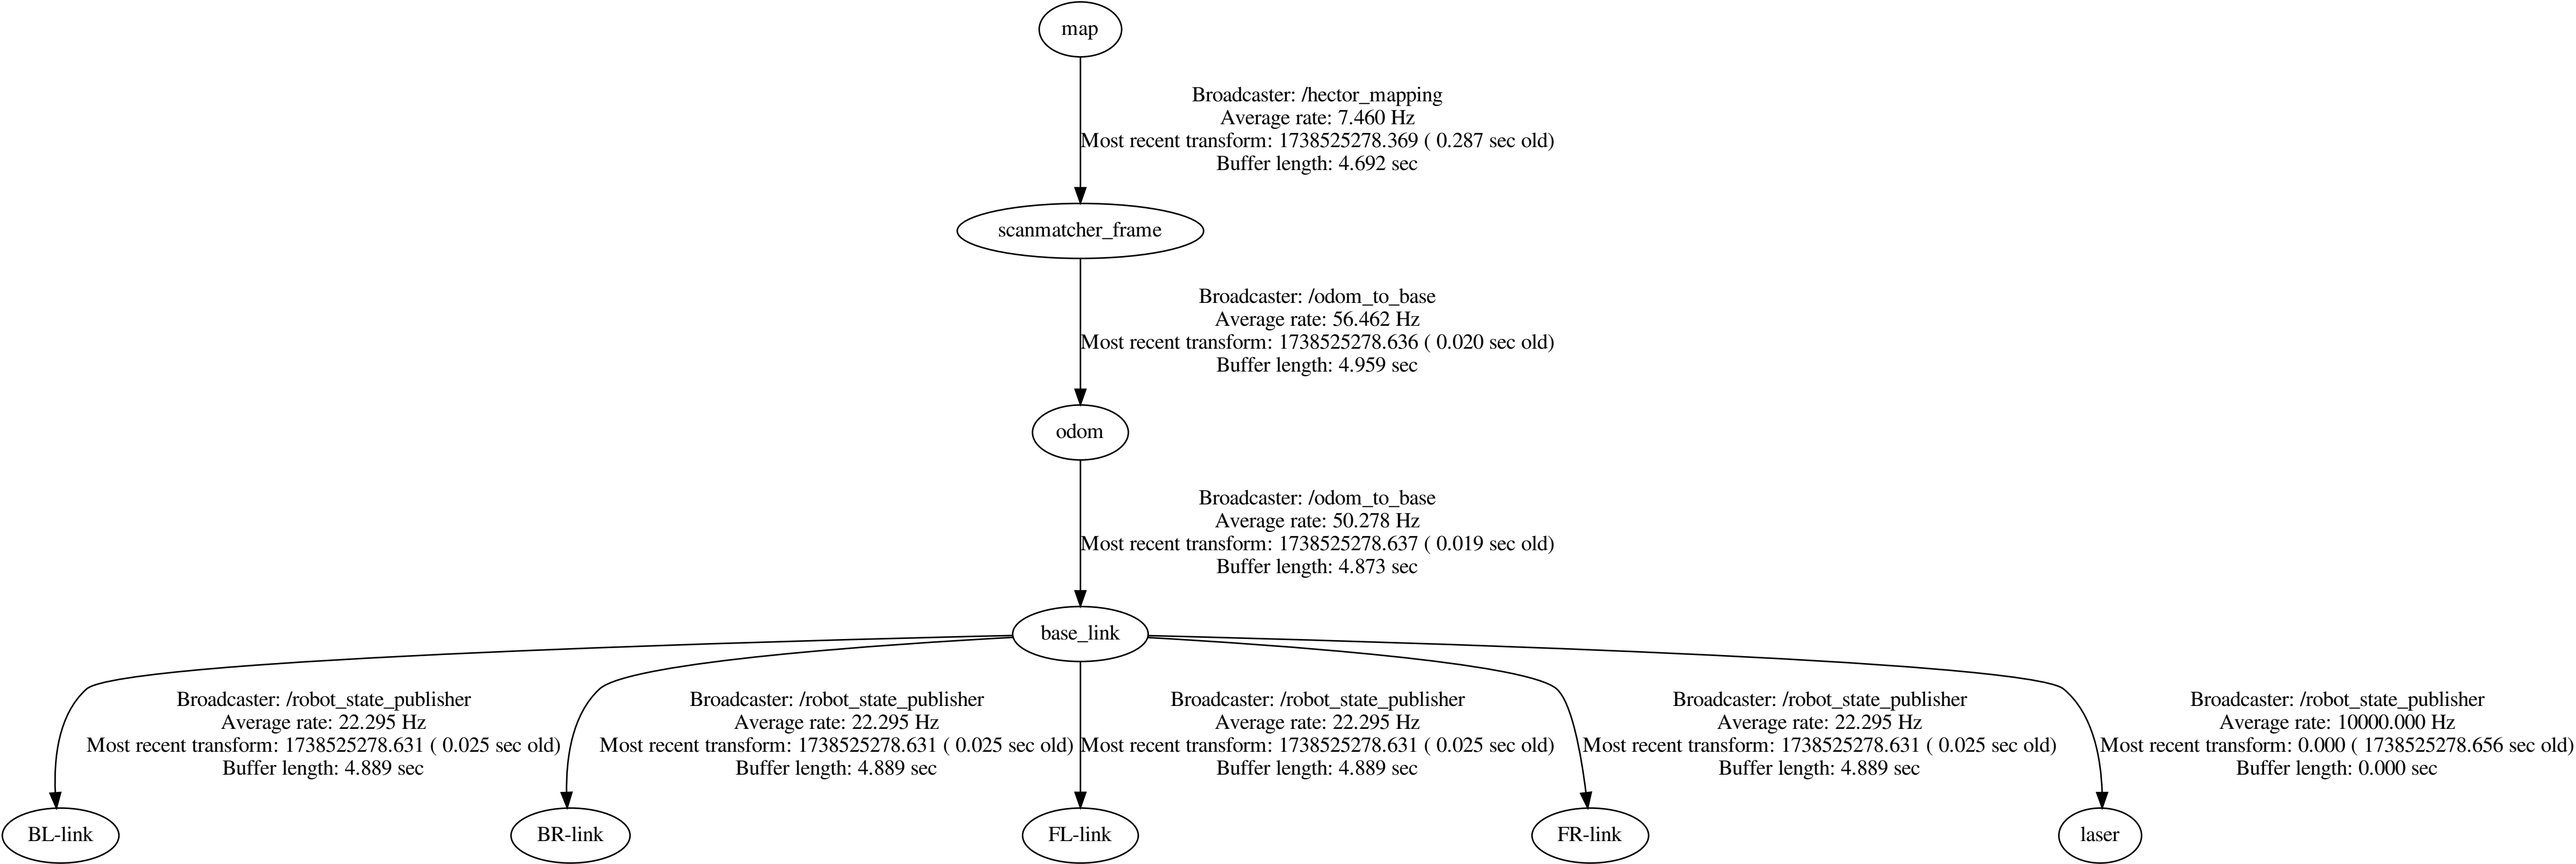 map
Broadcaster: /hector_mapping
Average rate: 7.460 Hz
Most recent transform: 1738525278.369 ( 0.287 sec old)
Buffer length: 4.692 sec
scanmatcher_frame
Broadcaster: /odom_to_base
Average rate: 56.462 Hz
Most recent transform: 1738525278.636 ( 0.020 sec old)
Buffer length: 4.959 sec
odom
Broadcaster: /odom_to_base
Average rate: 50.278 Hz
Most recent transform: 1738525278.637 ( 0.019 sec old)
Buffer length: 4.873 sec
base_link
Broadcaster: /robot_state_publisher
Average rate: 22.295 Hz
Most recent transform: 1738525278.631 ( 0.025 sec old)
Buffer length: 4.889 sec
Broadcaster: /robot_state_publisher
Average rate: 22.295 Hz
Most recent transform: 1738525278.631 ( 0.025 sec old)
Buffer length: 4.889 sec
Broadcaster: /robot_state_publisher
Average rate: 22.295 Hz
Most recent transform: 1738525278.631 ( 0.025 sec old)
Buffer length: 4.889 sec
Broadcaster: /robot_state_publisher
Average rate: 22.295 Hz
Most recent transform: 1738525278.631 ( 0.025 sec old)
Buffer length: 4.889 sec
Broadcaster: /robot_state_publisher
Average rate: 10000.000 Hz
Most recent transform: 0.000 ( 1738525278.656 sec old)
Buffer length: 0.000 sec
BL-link
BR-link
FL-link
FR-link
laser